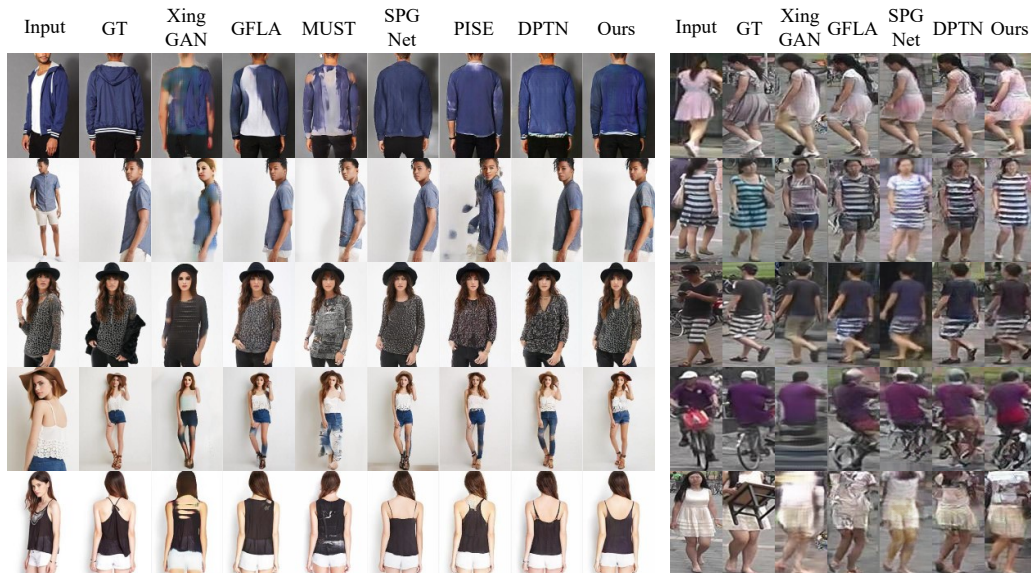 Input GT Xing GAN GFLA MUST SPG Net PISE DPTN Ours
Input GT Xing GAN GFLA SPG Net DPTN Ours